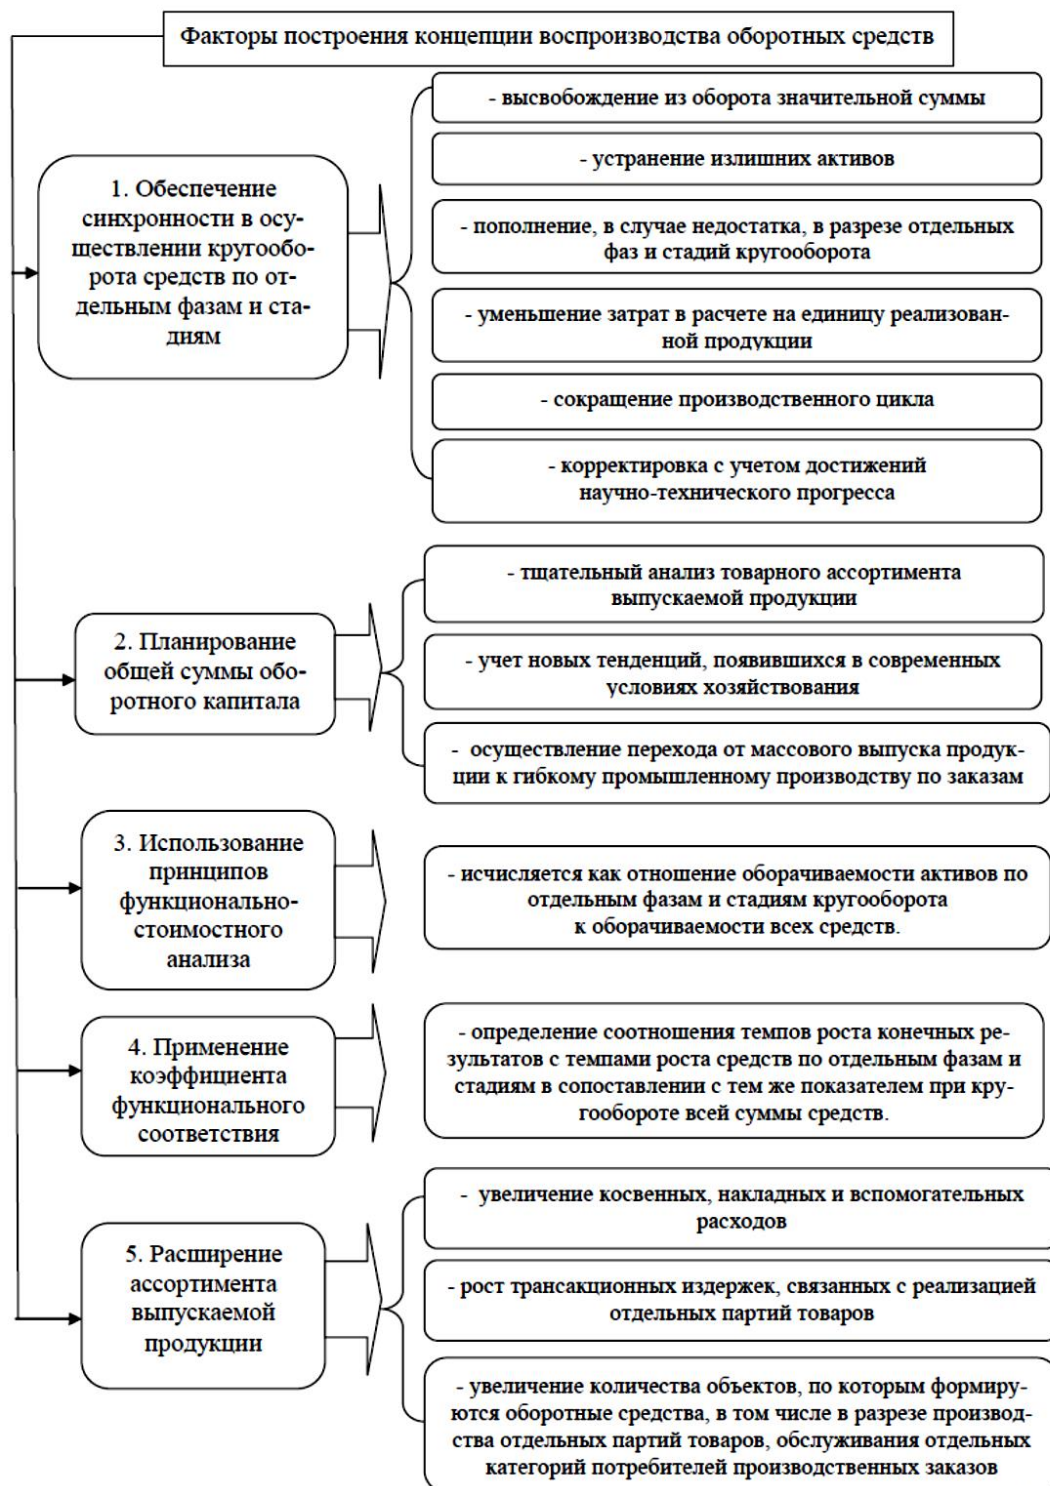 Факторы построения концепции воспроизводства оборотных средств
1. Обеспечение
синхронности в осу-
ществлении кругообо-
рота средств по от-
дельным фазам и ста-
диям
- высвобождение из оборота значительной суммы
- устранение излишних активов
- пополнение, в случае недостатка, в разрезе отдельных
фаз и стадий кругооборота
- уменьшение затрат в расчете на единицу реализован-
ной продукции
- сокращение производственного цикла
- корректировка с учетом достижений
научно-технического прогресса
2. Планирование
общей суммы обо-
ротного капитала
- тщательный анализ товарного ассортимента
выпускаемой продукции
- учет новых тенденций, появившихся в современных
условиях хозяйствования
- осуществление перехода от массового выпуска продук-
ции к гибкому промышленному производству по заказам
3. Использование
принципов
функционально-
стоимостного
анализа
- исчисляется как отношение оборачиваемости активов по
отдельным фазам и стадиям кругооборота
к оборачиваемости всех средств.
4. Применение
коэффициента
функционального
соответствия
- определение соотношения темпов роста конечных ре-
зультатов с темпами роста средств по отдельным фазам и
стадиям в сопоставлении с тем же показателем при кру-
гообороте всей суммы средств.
5. Расширение
ассортимента
выпускаемой
продукции
- увеличение косвенных, накладных и вспомогательных
расходов
- рост трансакционных издержек, связанных с реализацией
отдельных партий товаров
- увеличение количества объектов, по которым формиру-
ются оборотные средства, в том числе в разрезе производ-
ства отдельных партий товаров, обслуживания отдельных
категорий потребителей производственных заказов